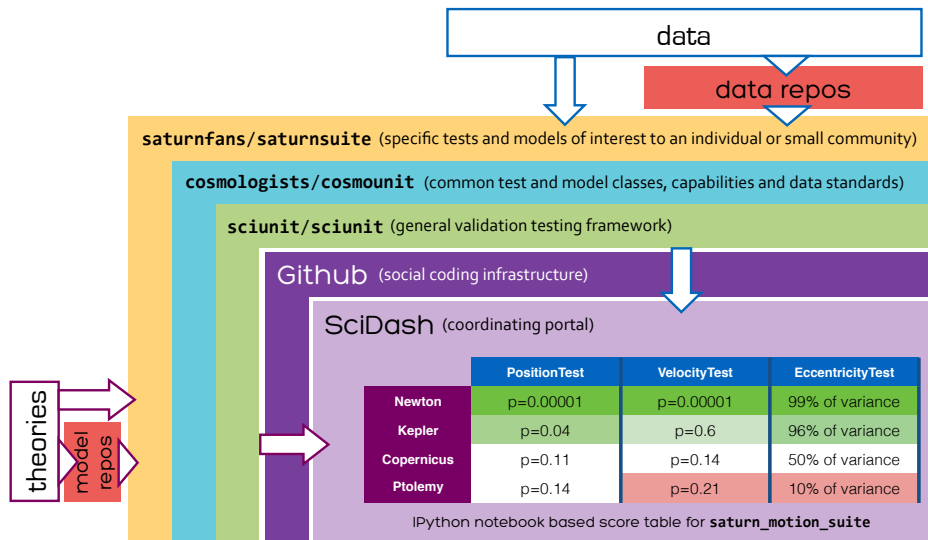 data
data repos
saturnfans/saturnsuite (specific tests and models of interest to an individual or small community)
cosmologists/cosmounit (common test and model classes, capabilities and data standards)
sciunit/sciunit (general validation testing framework)
Github (social coding infrastructure)
SciDash (coordinating portal)
PositionTest VelocityTest EccentricityTest
Newton p=0.00001 p=0.00001 99% of variance
Kepler p=0.04 p=0.6 96% of variance
Copernicus p=0.11 p=0.14 50% of variance
Ptolemy p=0.14 p=0.21 10% of variance
IPython notebook based score table for saturn_motion_suite
theories
model
repos